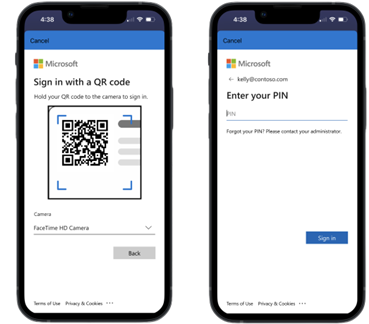 4:38
Cancel
Microsoft
Sign in with a QR code
Hold your QR code to the camera to sign in.
Camera
FaceTime HD Camera
Back
Terms of Use Privacy & Cookies ...
4:38
Cancel
Microsoft
← kelly@contoso.com
Enter your PIN
PIN
Forgot your PIN? Please contact your administrator.
Sign in
Terms of Use Privacy & Cookies ...